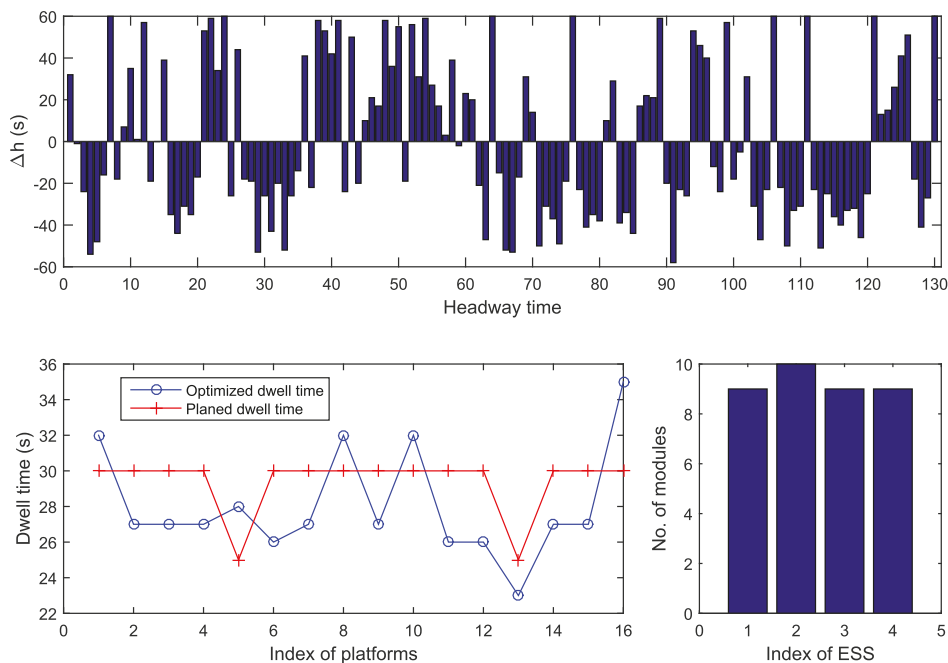 60
40
20
0
-20
-40
-60
Δh (s)
0 10 20 30 40 50 60 70 80 90 100 110 120 130
Headway time
36
34
32
30
28
26
24
22
Dwell time (s)
Optimized dwell time
Planed dwell time
0 2 4 6 8 10 12 14 16
Index of platforms
10
8
6
4
2
0
No. of modules
0 1 2 3 4 5
Index of ESS